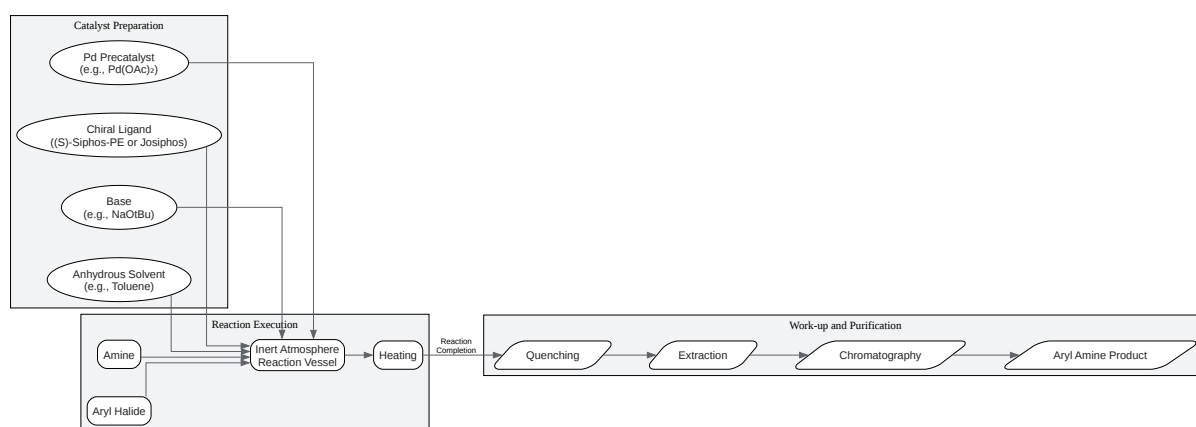 Catalyst Preparation
Pd Precatalyst
(e.g., Pd(OAc)₂)
Chiral Ligand
((S)-Siphos-PE or Josiphos)
Base
(e.g., NaOtBu)
Anhydrous Solvent
(e.g., Toluene)
Reaction Execution
Amine
Aryl Halide
Inert Atmosphere
Reaction Vessel
Heating
Reaction
Completion
Work-up and Purification
Quenching
Extraction
Chromatography
Aryl Amine Product